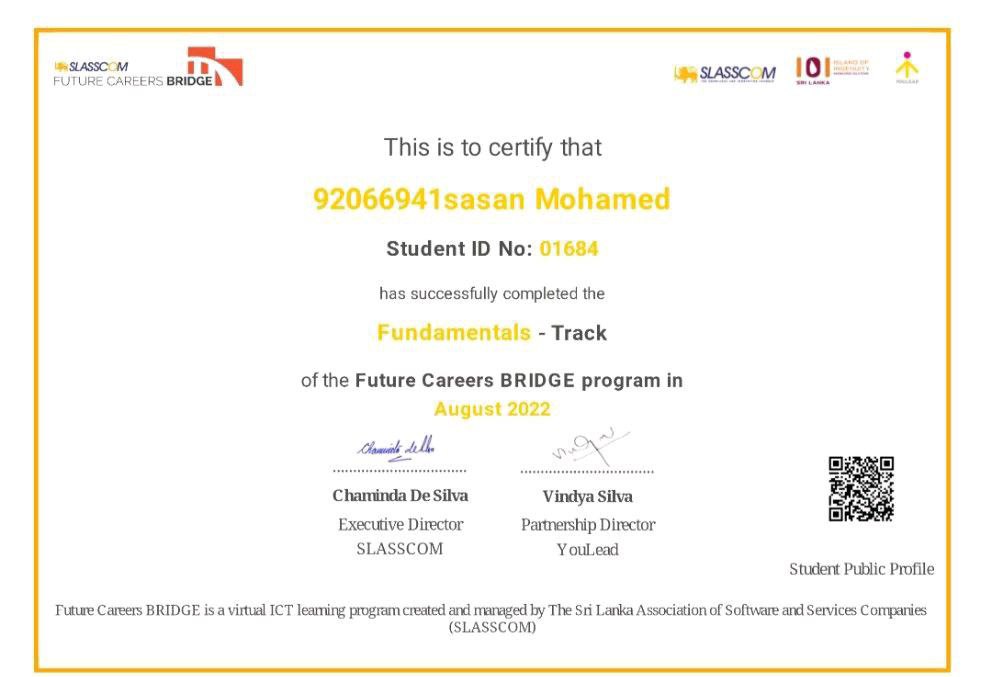 SLASSCOM
FUTURE CAREERS BRIDGE
SLASSCOM
IOI
SRI LANKA
ISLAND OF
INGENUITY
YOULEAD
This is to certify that
92066941sasan Mohamed
Student ID No: 01684
has successfully completed the
Fundamentals - Track
of the Future Careers BRIDGE program in
August 2022
Chaminda De Silva
Executive Director
SLASSCOM
Vindya Silva
Partnership Director
YouLead
Student Public Profile
Future Careers BRIDGE is a virtual ICT learning program created and managed by The Sri Lanka Association of Software and Services Companies
(SLASSCOM)